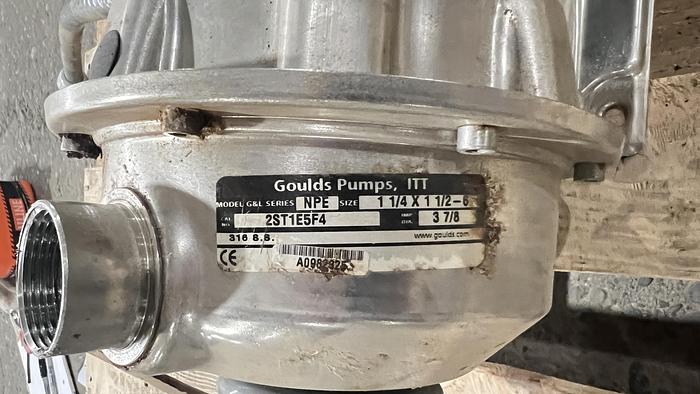 Goulds Pumps, ITT
MODEL G&L SERIES NPE SIZE 1 1/4 X 1 1/2-6
2ST1E5F4 IMP. DIA. 3 7/8
316 S.S. www.goulds.com
CE